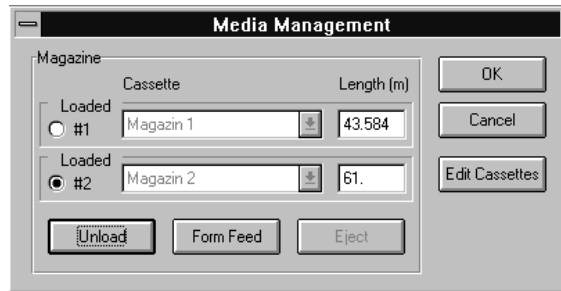 Media Management
Magazine
Cassette Length (m)
Loaded
#1 Magazin 1 43.584
Loaded
#2 Magazin 2 61.
Unload Form Feed Eject
OK
Cancel
Edit Cassettes